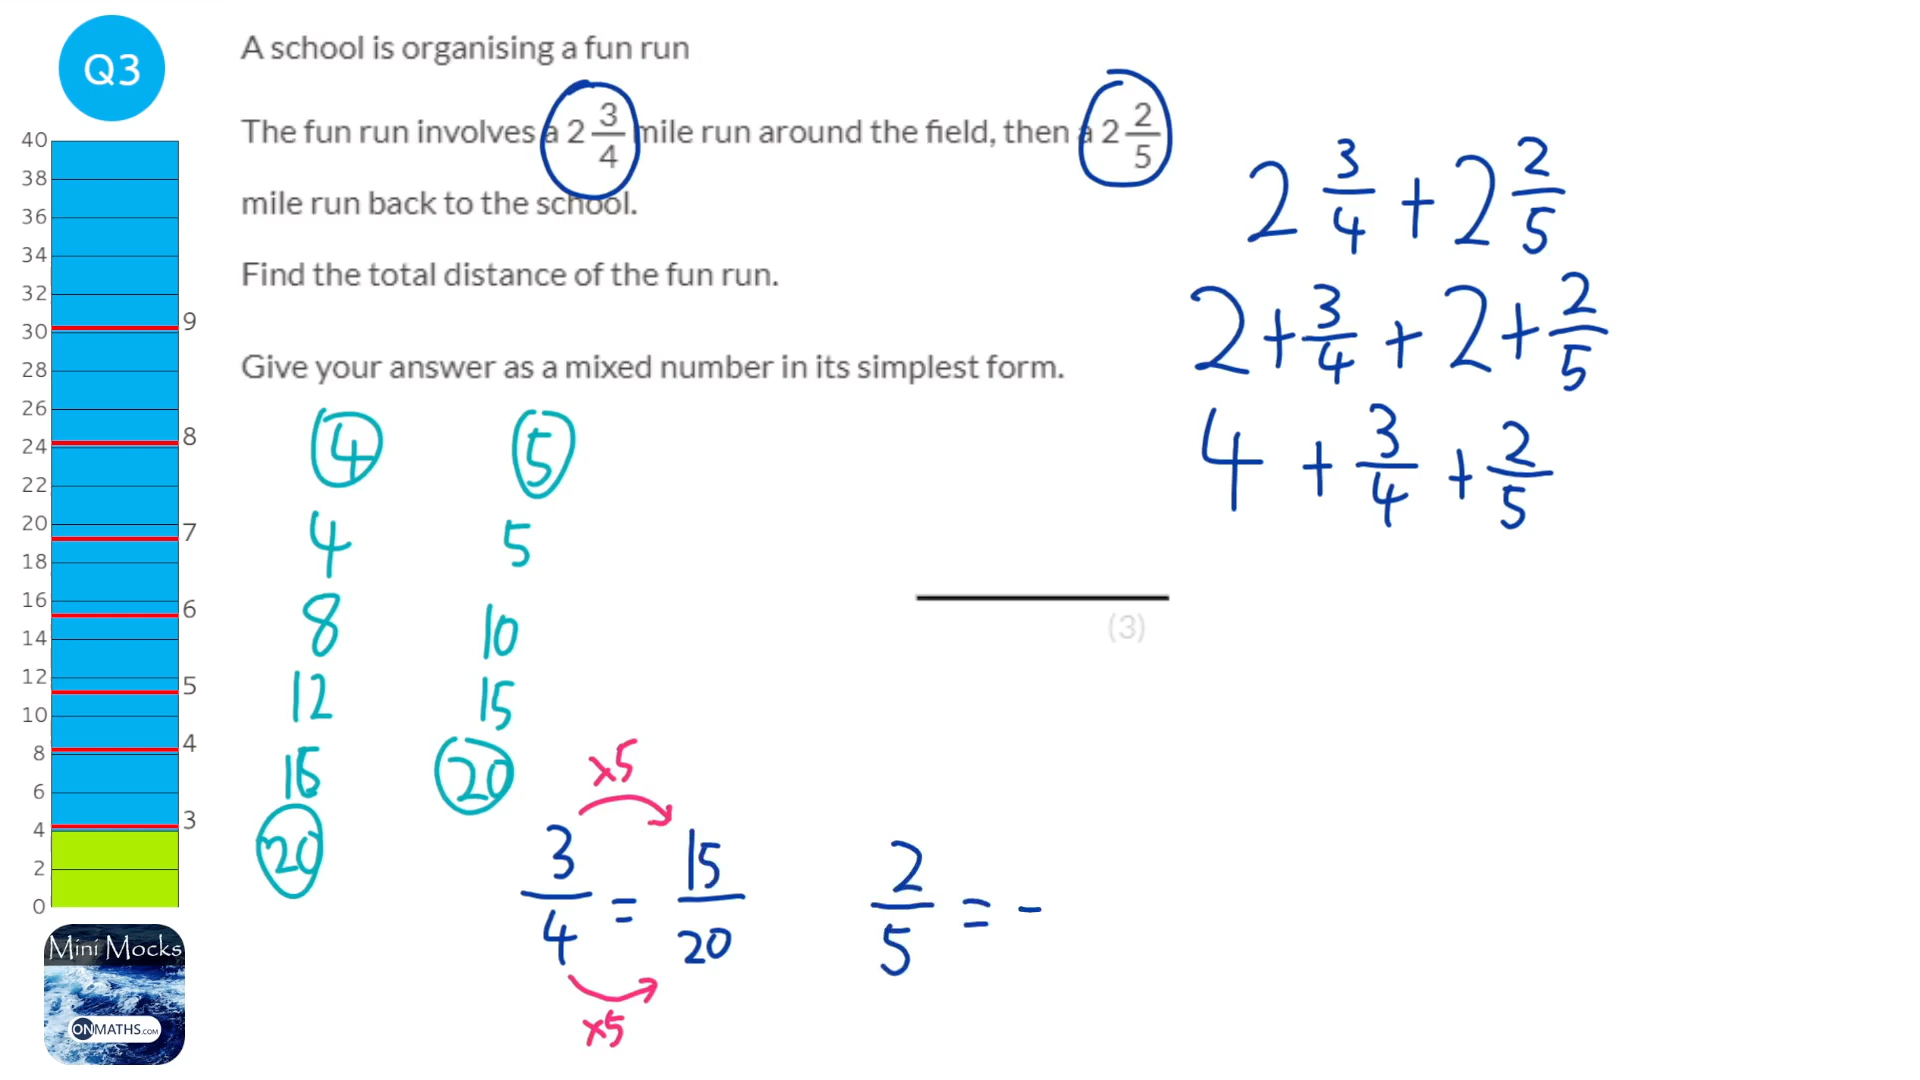 Q3
A school is organising a fun run
The fun run involves a 2 3/4 mile run around the field, then a 2 2/5
mile run back to the school.
Find the total distance of the fun run.
Give your answer as a mixed number in its simplest form.
(3)
2 3/4 + 2 2/5
2 + 3/4 + 2 + 2/5
4 + 3/4 + 2/5
4 5
4 5
8 10
12 15
16 20
20
×5
3/4 = 15/20
×5
2/5 = -
40
38
36
34
32
30
28
26
24
22
20
18
16
14
12
10
8
6
4
2
0
9
8
7
6
5
4
3
Mini Mocks
ONMATHS.COM